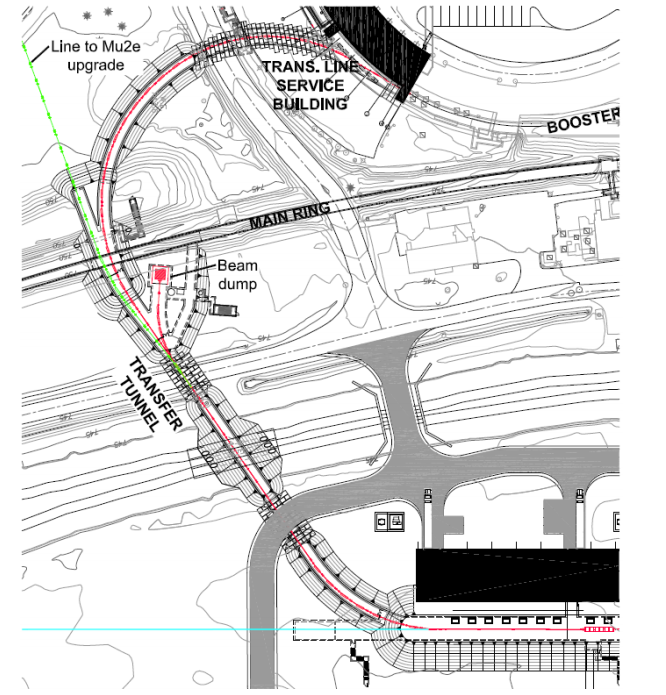 Line to Mu2e
upgrade
TRANS. LINE
SERVICE
BUILDING
BOOSTER
MAIN RING
Beam
dump
TRANSFER
TUNNEL